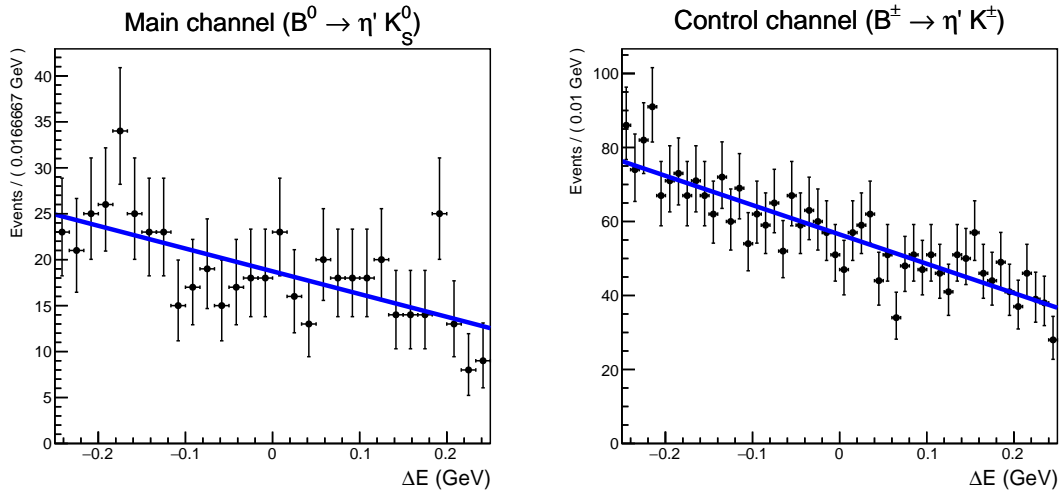 Main channel (B⁰ → η' K⁰_S)
Events / ( 0.0166667 GeV )
40
35
30
25
20
15
10
5
0
−0.2 −0.1 0 0.1 0.2
ΔE (GeV)
Control channel (B± → η' K±)
Events / ( 0.01 GeV )
100
80
60
40
20
0
−0.2 −0.1 0 0.1 0.2
ΔE (GeV)